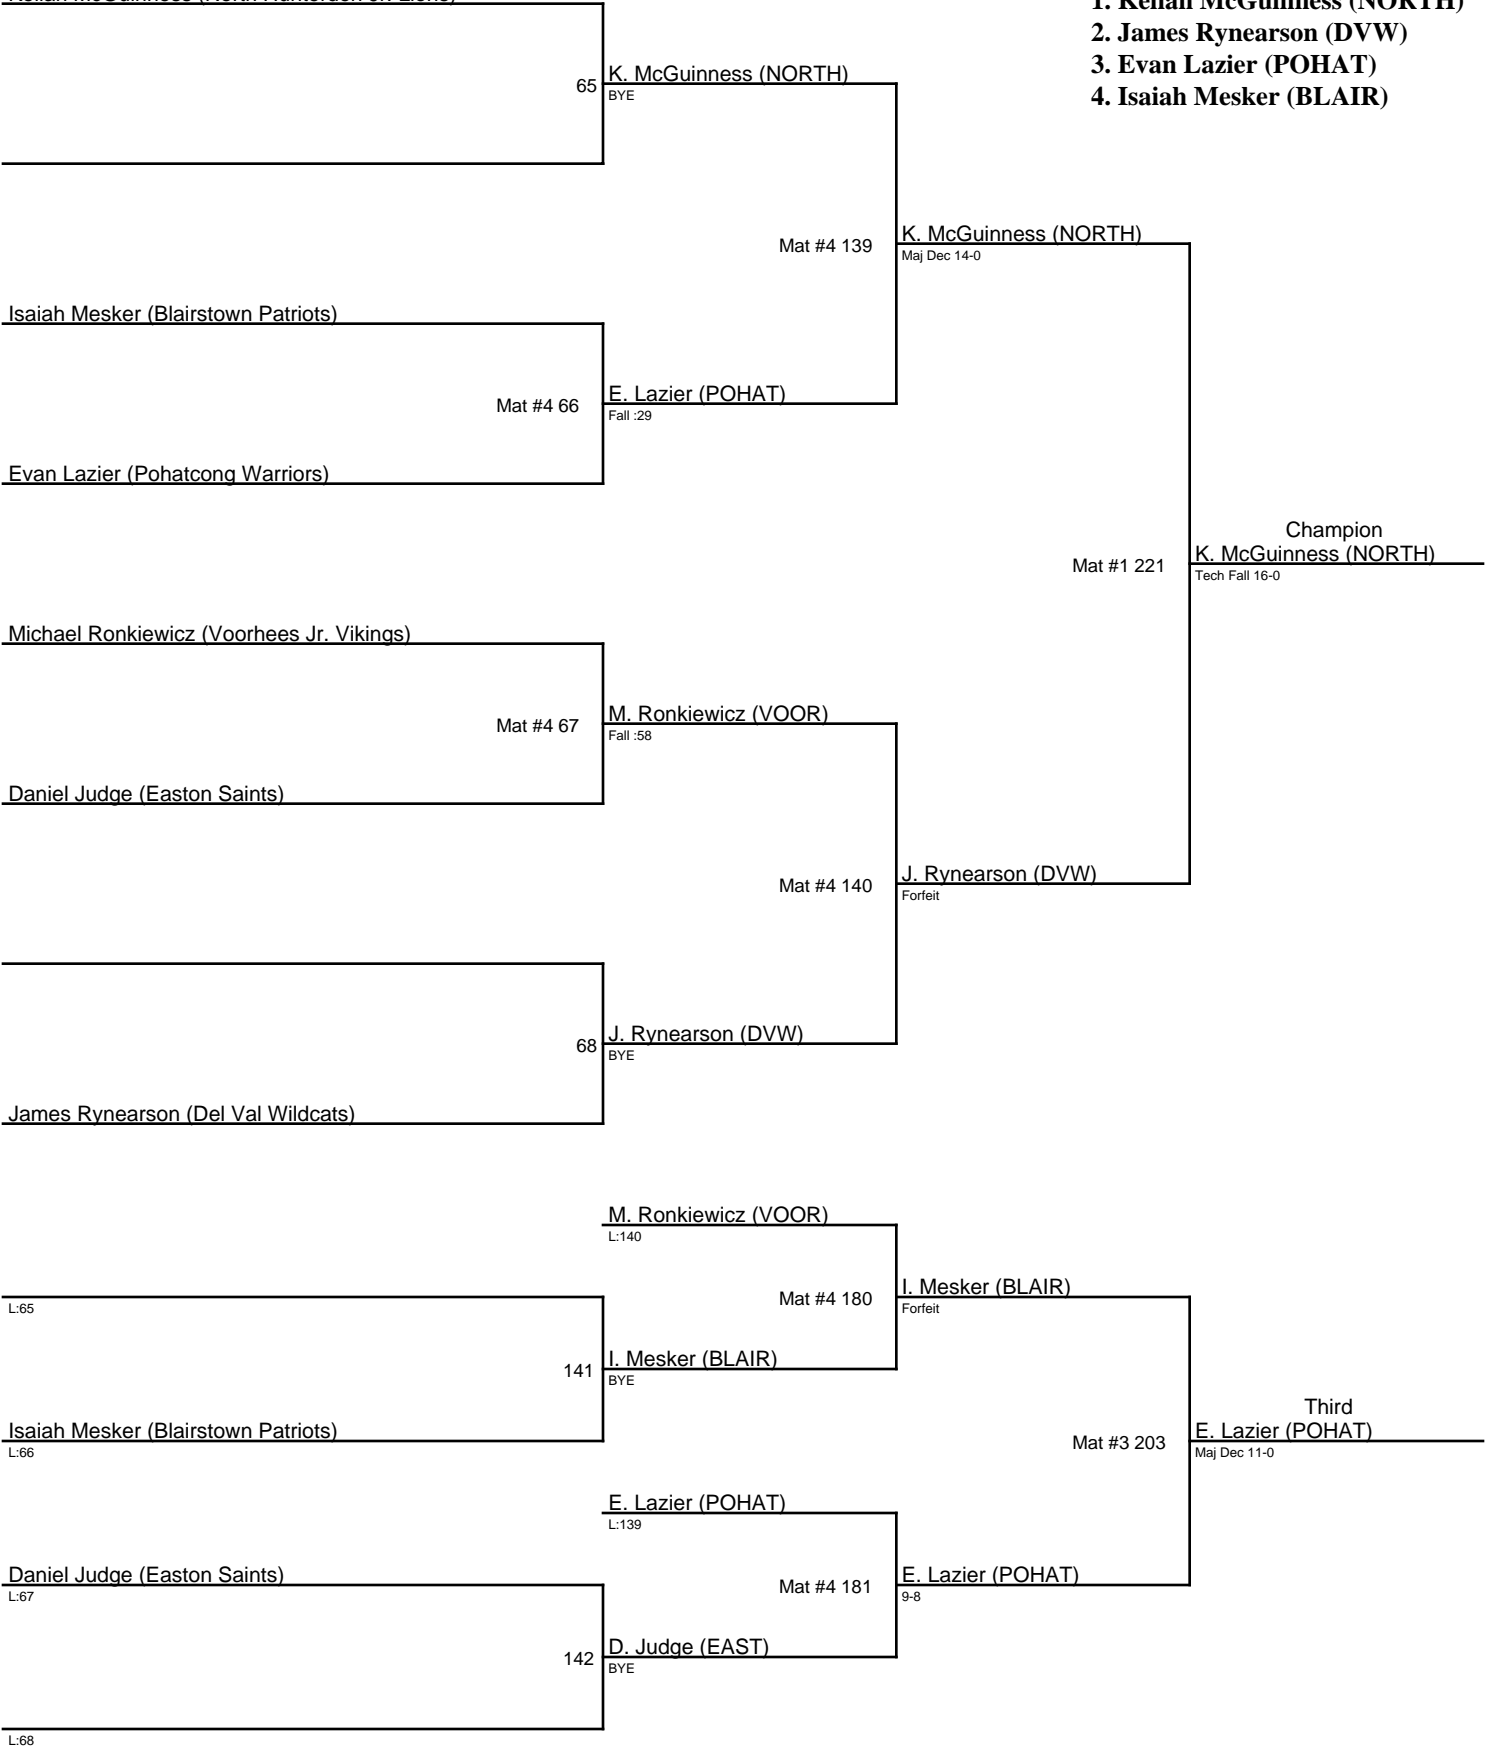 1. Kellan McGuinness (NORTH)
2. James Rynearson (DVW)
3. Evan Lazier (POHAT)
4. Isaiah Mesker (BLAIR)
65
K. McGuinness (NORTH)
BYE
Mat #4 139
K. McGuinness (NORTH)
Maj Dec 14-0
Isaiah Mesker (Blairstown Patriots)
Mat #4 66
E. Lazier (POHAT)
Fall :29
Evan Lazier (Pohatcong Warriors)
Champion
Mat #1 221
K. McGuinness (NORTH)
Tech Fall 16-0
Michael Ronkiewicz (Voorhees Jr. Vikings)
Mat #4 67
M. Ronkiewicz (VOOR)
Fall :58
Daniel Judge (Easton Saints)
Mat #4 140
J. Rynearson (DVW)
Forfeit
68
J. Rynearson (DVW)
BYE
James Rynearson (Del Val Wildcats)
M. Ronkiewicz (VOOR)
L:140
L:65
Mat #4 180
I. Mesker (BLAIR)
Forfeit
141
I. Mesker (BLAIR)
BYE
Isaiah Mesker (Blairstown Patriots)
L:66
Third
Mat #3 203
E. Lazier (POHAT)
Maj Dec 11-0
E. Lazier (POHAT)
L:139
Daniel Judge (Easton Saints)
L:67
Mat #4 181
E. Lazier (POHAT)
9-8
142
D. Judge (EAST)
BYE
L:68